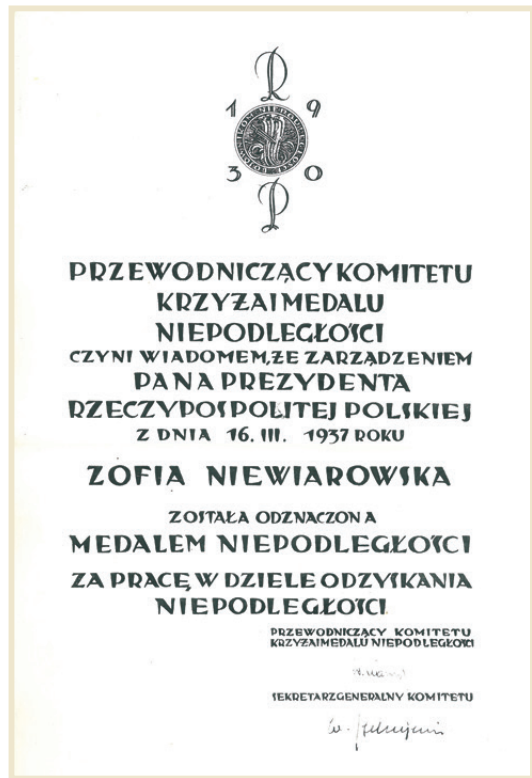 R
1 9
BOJOWNIKOM NIEPODLEGŁOŚCI
3 0
P
PRZEWODNICZĄCY KOMITETU
KRZYŻA I MEDALU
NIEPODLEGŁOŚCI
CZYNI WIADOMEM, ŻE ZARZĄDZENIEM
PANA PREZYDENTA
RZECZYPOSPOLITEJ POLSKIEJ
Z DNIA 16. III. 1937 ROKU
ZOFIA NIEWIAROWSKA
ZOSTAŁA ODZNACZONA
MEDALEM NIEPODLEGŁOŚCI
ZA PRACĘ W DZIELE ODZYSKANIA
NIEPODLEGŁOŚCI
PRZEWODNICZĄCY KOMITETU
KRZYŻA I MEDALU NIEPODLEGŁOŚCI
SEKRETARZ GENERALNY KOMITETU